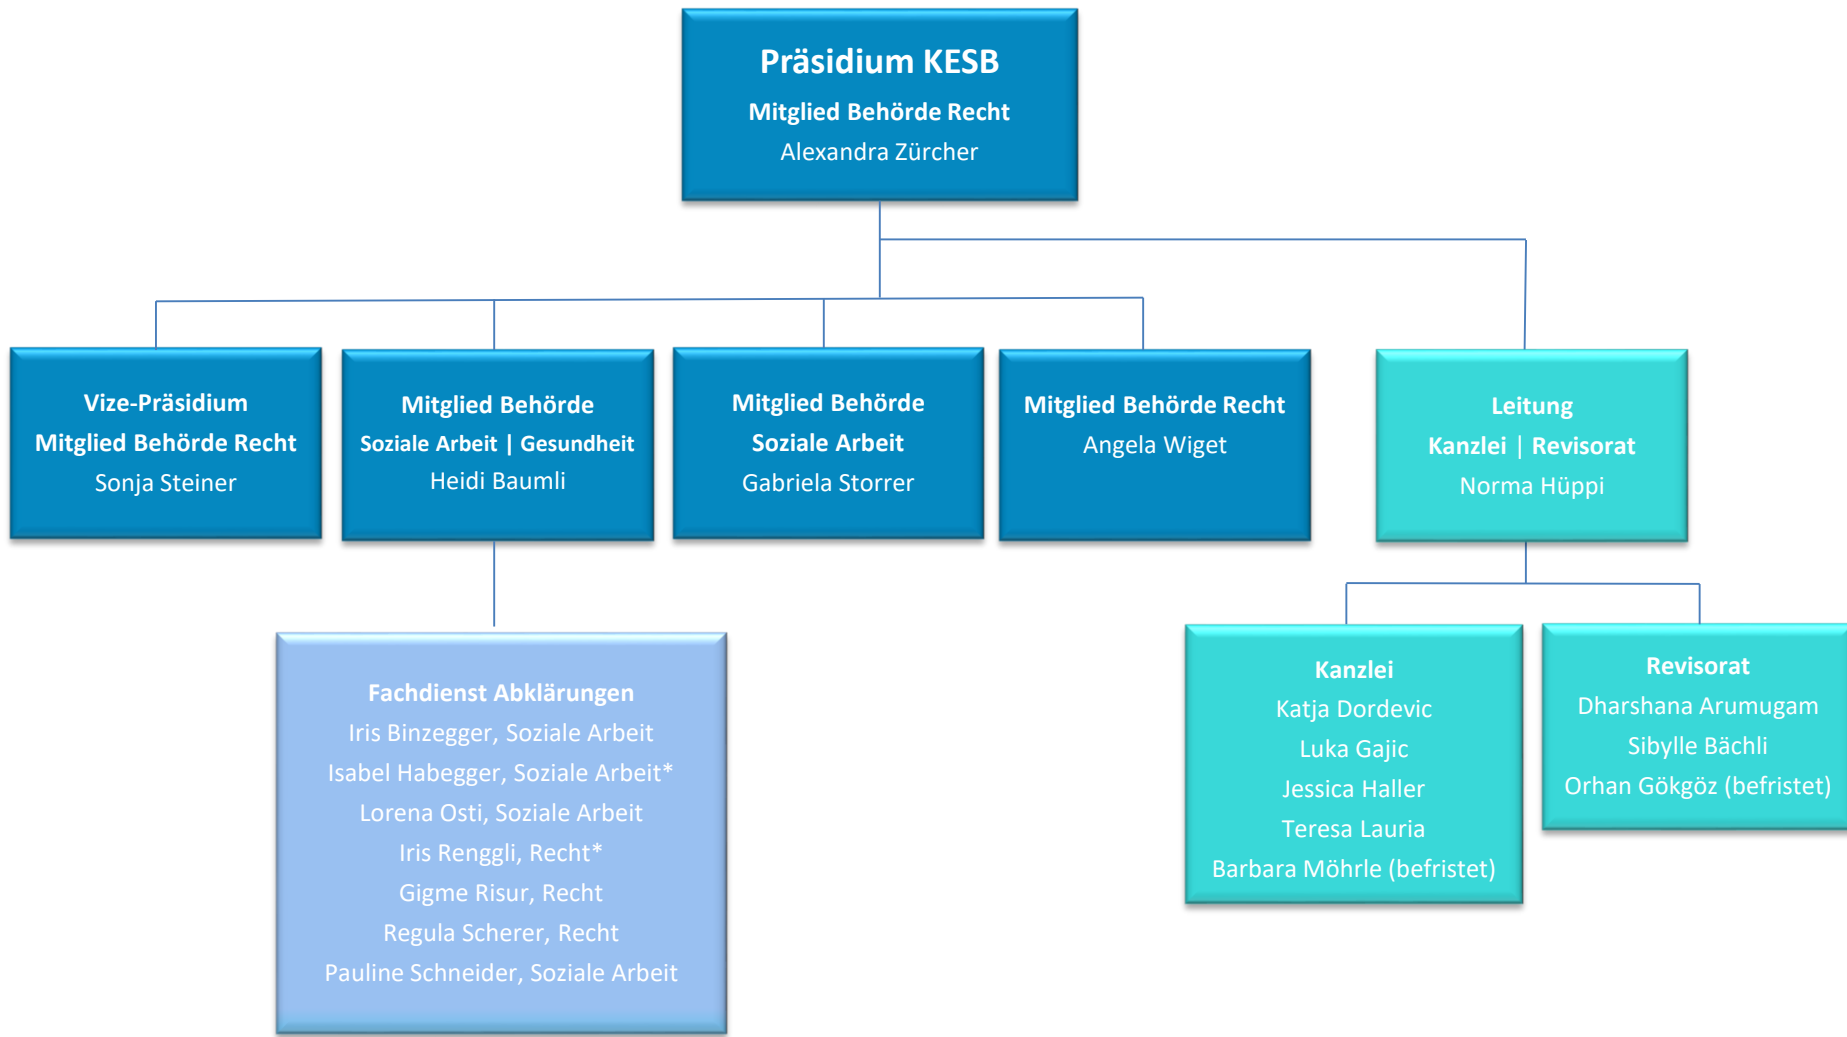 Präsidium KESB
Mitglied Behörde Recht
Alexandra Zürcher
Vize-Präsidium
Mitglied Behörde Recht
Sonja Steiner
Mitglied Behörde
Soziale Arbeit | Gesundheit
Heidi Baumli
Mitglied Behörde
Soziale Arbeit
Gabriela Storrer
Mitglied Behörde Recht
Angela Wiget
Leitung
Kanzlei | Revisorat
Norma Hüppi
Fachdienst Abklärungen
Iris Binzegger, Soziale Arbeit
Isabel Habegger, Soziale Arbeit*
Lorena Osti, Soziale Arbeit
Iris Renggli, Recht*
Gigme Risur, Recht
Regula Scherer, Recht
Pauline Schneider, Soziale Arbeit
Kanzlei
Katja Dordevic
Luka Gajic
Jessica Haller
Teresa Lauria
Barbara Möhrle (befristet)
Revisorat
Dharshana Arumugam
Sibylle Bächli
Orhan Gökgöz (befristet)